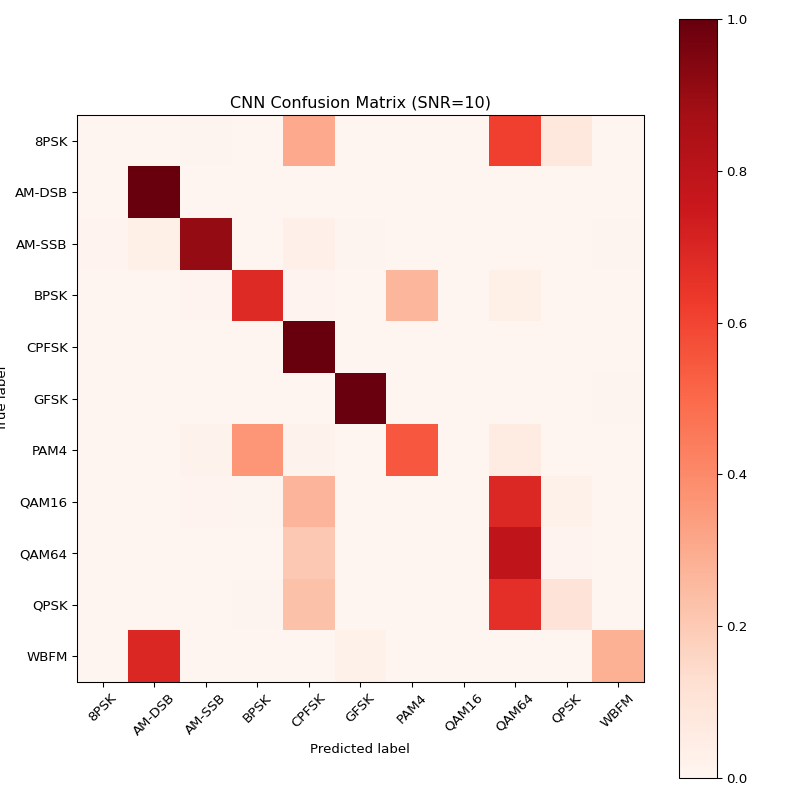 CNN Confusion Matrix (SNR=10)
8PSK
AM-DSB
AM-SSB
BPSK
CPFSK
GFSK
PAM4
QAM16
QAM64
QPSK
WBFM
8PSK
AM-DSB
AM-SSB
BPSK
CPFSK
GFSK
PAM4
QAM16
QAM64
QPSK
WBFM
Predicted label
1.0
0.8
0.6
0.4
0.2
0.0